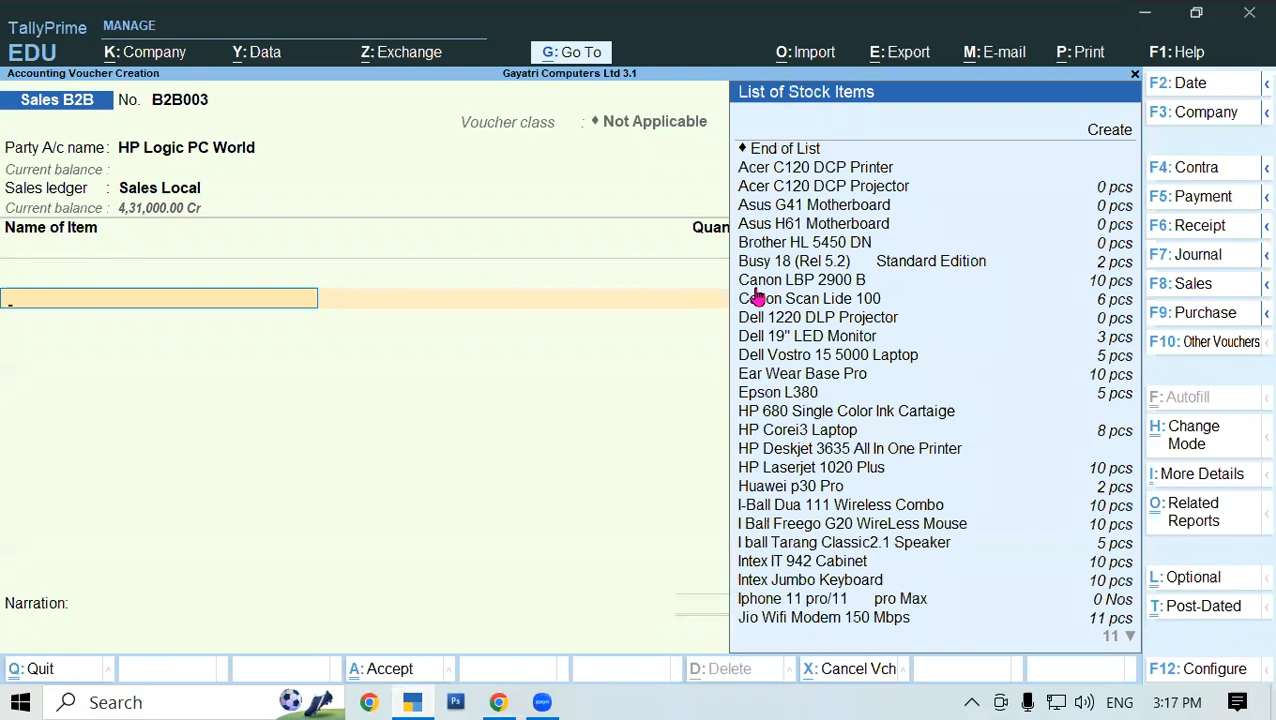 TallyPrime
MANAGE
EDU
K: Company
Y: Data
Z: Exchange
G: Go To
O: Import
E: Export
M: E-mail
P: Print
F1: Help
Accounting Voucher Creation
Gayatri Computers Ltd 3.1
×
Sales B2B
No. B2B003
Voucher class : ♦ Not Applicable
Party A/c name : HP Logic PC World
Current balance :
Sales ledger : Sales Local
Current balance : 4,31,000.00 Cr
Name of Item
Quan
List of Stock Items
Create
♦ End of List
Acer C120 DCP Printer
Acer C120 DCP Projector 0 pcs
Asus G41 Motherboard 0 pcs
Asus H61 Motherboard 0 pcs
Brother HL 5450 DN 0 pcs
Busy 18 (Rel 5.2) Standard Edition 2 pcs
Canon LBP 2900 B 10 pcs
Canon Scan Lide 100 6 pcs
Dell 1220 DLP Projector 0 pcs
Dell 19" LED Monitor 3 pcs
Dell Vostro 15 5000 Laptop 5 pcs
Ear Wear Base Pro 10 pcs
Epson L380 5 pcs
HP 680 Single Color Ink Cartaige
HP Corei3 Laptop 8 pcs
HP Deskjet 3635 All In One Printer
HP Laserjet 1020 Plus 10 pcs
Huawei p30 Pro 2 pcs
I-Ball Dua 111 Wireless Combo 10 pcs
I Ball Freego G20 WireLess Mouse 10 pcs
I ball Tarang Classic2.1 Speaker 5 pcs
Intex IT 942 Cabinet 10 pcs
Intex Jumbo Keyboard 10 pcs
Iphone 11 pro/11 pro Max 0 Nos
Jio Wifi Modem 150 Mbps 11 pcs
11 ▼
Narration:
F2: Date
F3: Company
F4: Contra
F5: Payment
F6: Receipt
F7: Journal
F8: Sales
F9: Purchase
F10: Other Vouchers
F: Autofill
H: Change
Mode
I: More Details
O: Related
Reports
L: Optional
T: Post-Dated
Q: Quit
A: Accept
D: Delete
X: Cancel Vch
F12: Configure
Search
Ps
zoom
ENG
3:17 PM